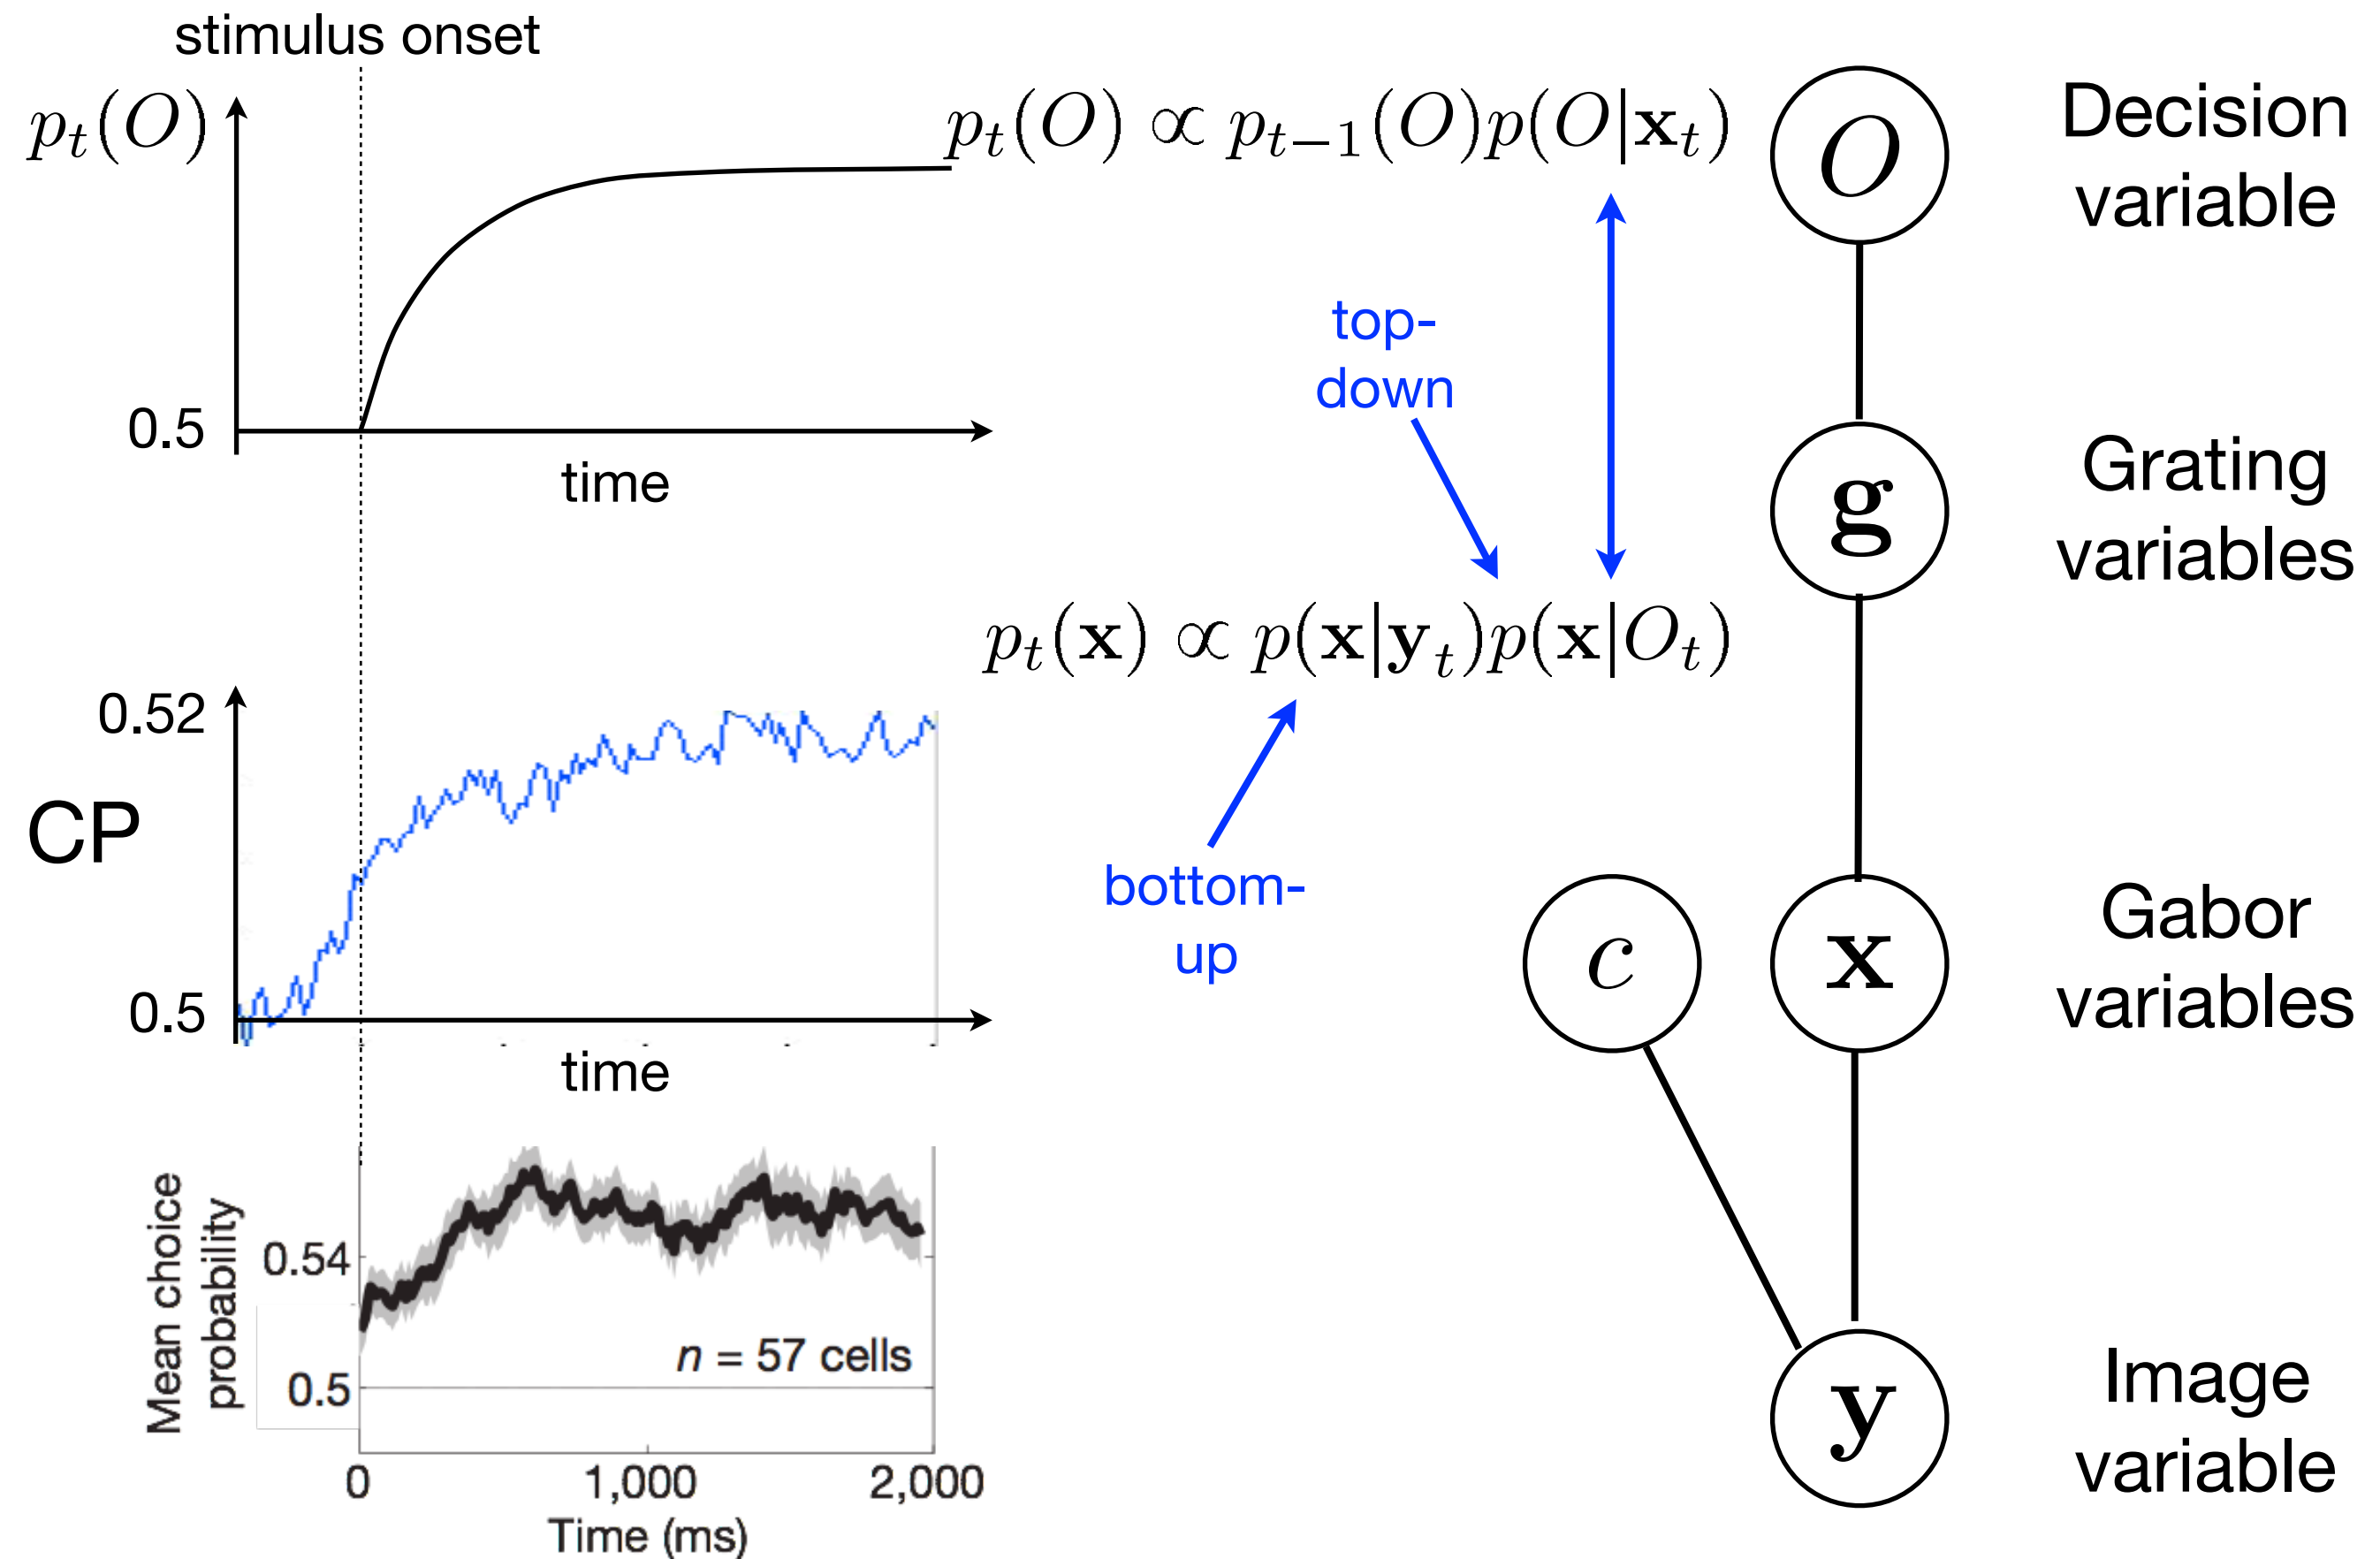 stimulus onset
p_t(O)
0.5
time
p_t(O) ∝ p_{t−1}(O)p(O|x_t)
top-
down
p_t(x) ∝ p(x|y_t)p(x|O_t)
bottom-
up
0.52
CP
0.5
time
Mean choice
probability
0.54
0.5
n = 57 cells
0
1,000
2,000
Time (ms)
O
Decision
variable
g
Grating
variables
c
x
Gabor
variables
y
Image
variable